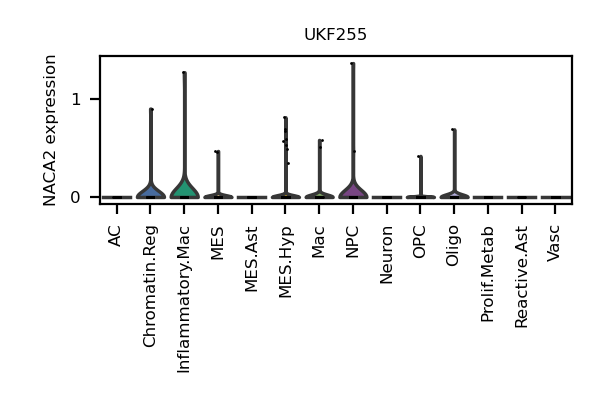 UKF255
NACA2 expression
1
0
AC
Chromatin.Reg
Inflammatory.Mac
MES
MES.Ast
MES.Hyp
Mac
NPC
Neuron
OPC
Oligo
Prolif.Metab
Reactive.Ast
Vasc